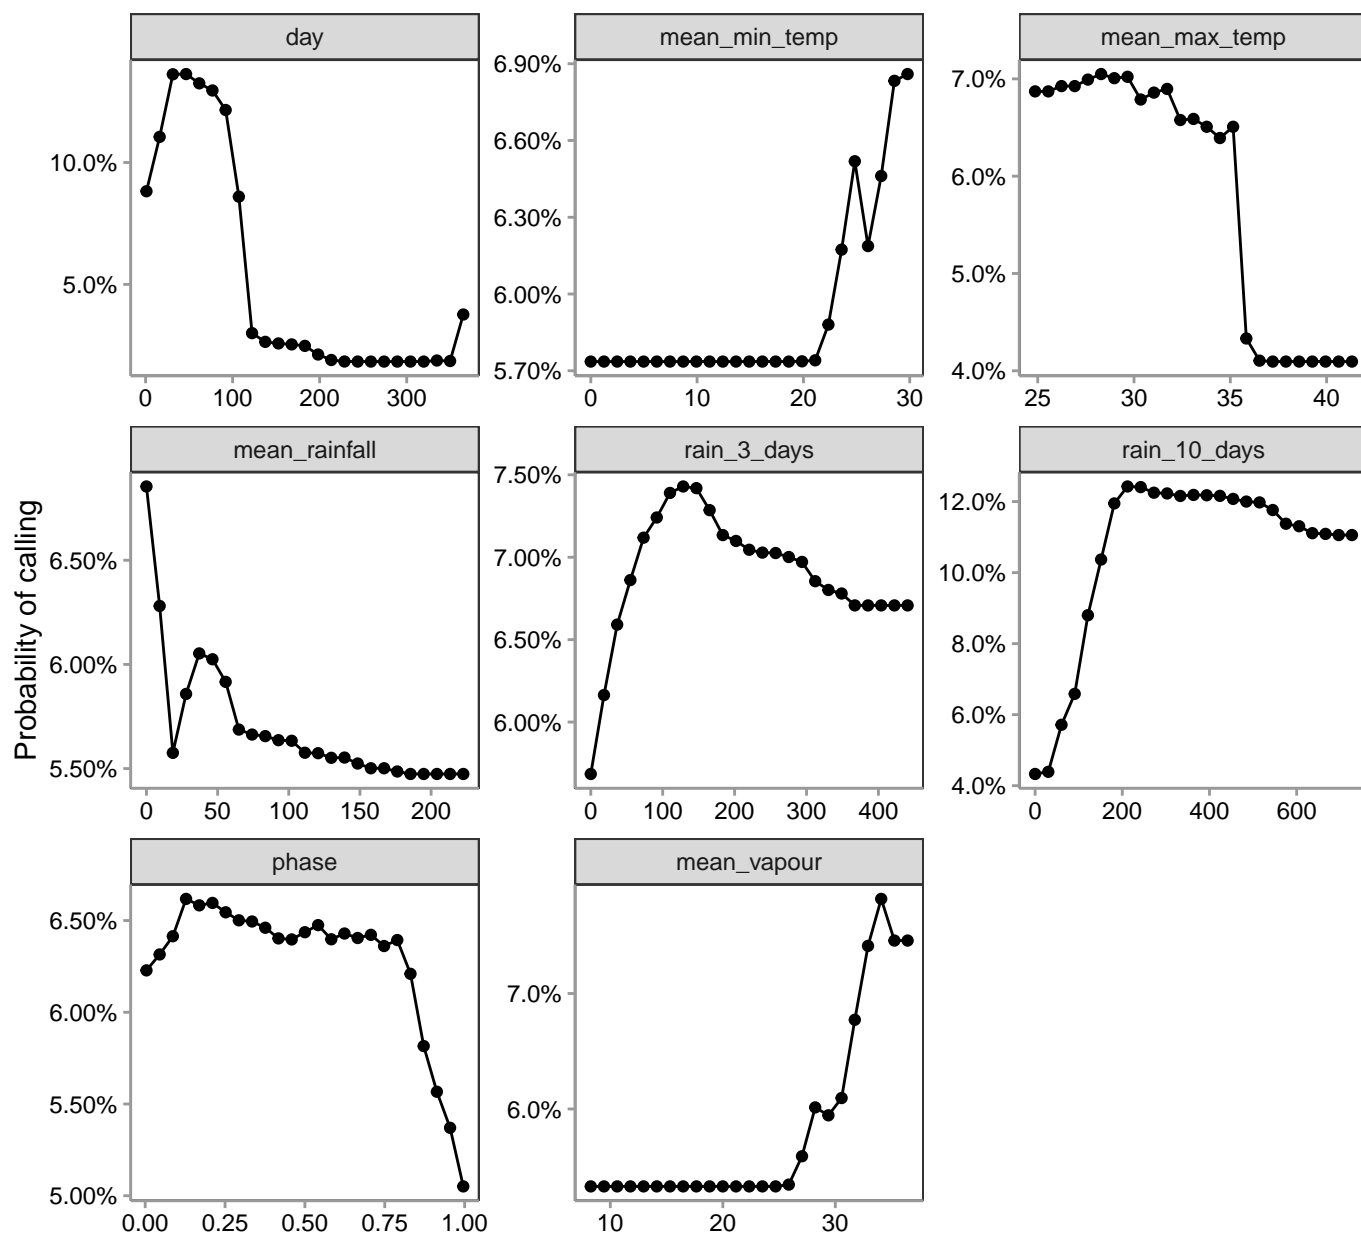 day
mean_min_temp
mean_max_temp
10.0%
5.0%
0 100 200 300
6.90%
6.60%
6.30%
6.00%
5.70%
0 10 20 30
7.0%
6.0%
5.0%
4.0%
25 30 35 40
mean_rainfall
rain_3_days
rain_10_days
Probability of calling
6.50%
6.00%
5.50%
0 50 100 150 200
7.50%
7.00%
6.50%
6.00%
0 100 200 300 400
12.0%
10.0%
8.0%
6.0%
4.0%
0 200 400 600
phase
mean_vapour
6.50%
6.00%
5.50%
5.00%
0.00 0.25 0.50 0.75 1.00
7.0%
6.0%
10 20 30